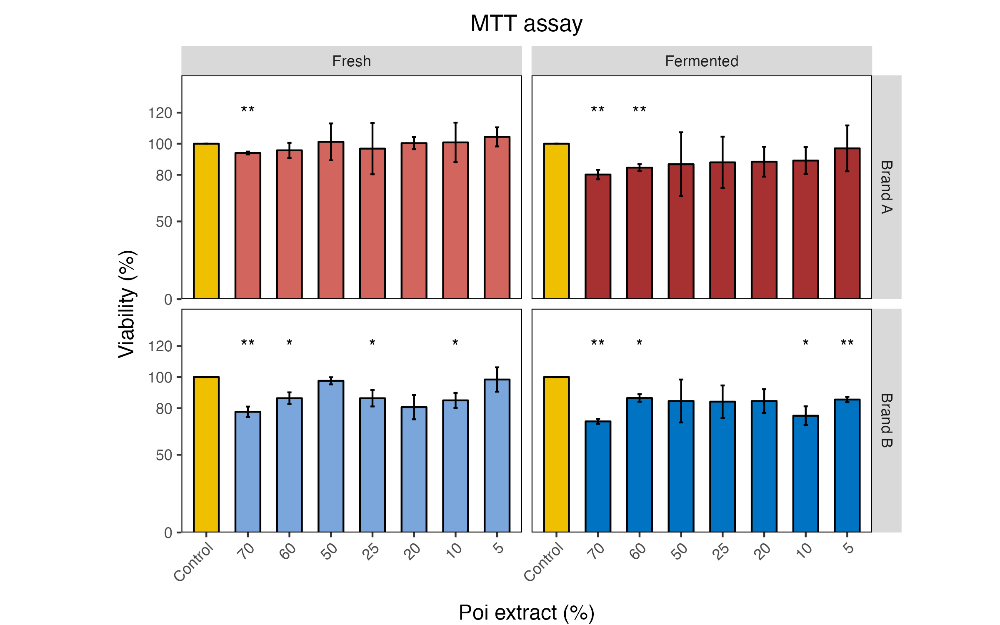 MTT assay
Fresh
Fermented
**
** **
120
100
80
50
0
Brand A
** * * *
** * * **
120
100
80
50
0
Brand B
Viability (%)
Control 70 60 50 25 20 10 5
Control 70 60 50 25 20 10 5
Poi extract (%)